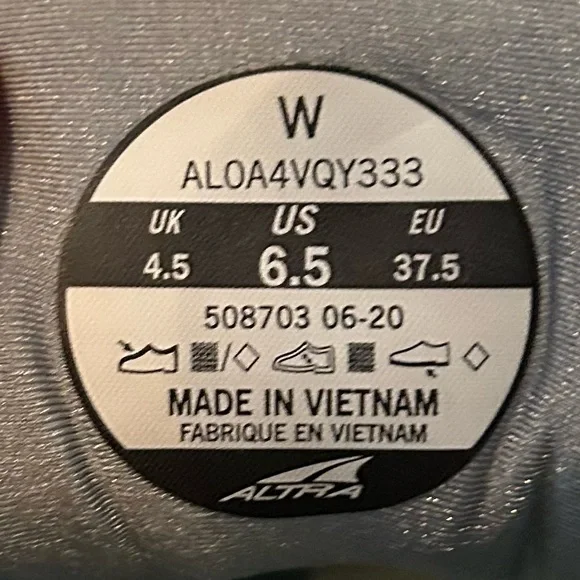 W
AL0A4VQY333
UK US EU
4.5 6.5 37.5
508703 06-20
/
MADE IN VIETNAM
FABRIQUE EN VIETNAM
ALTRA